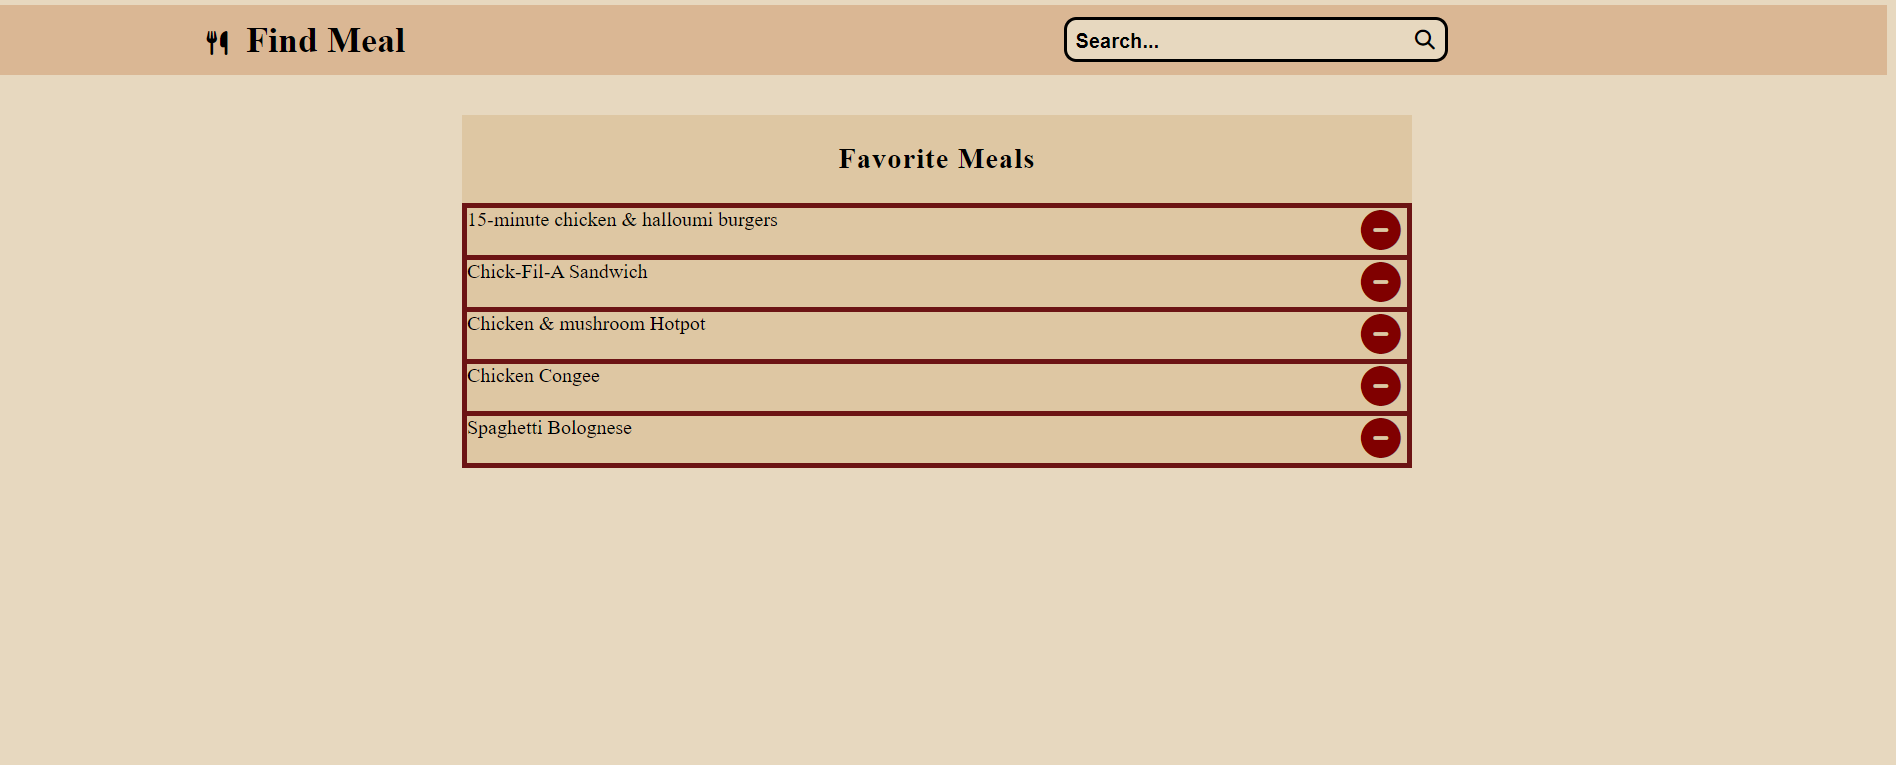 Find Meal
Search...
Favorite Meals
15-minute chicken & halloumi burgers
Chick-Fil-A Sandwich
Chicken & mushroom Hotpot
Chicken Congee
Spaghetti Bolognese